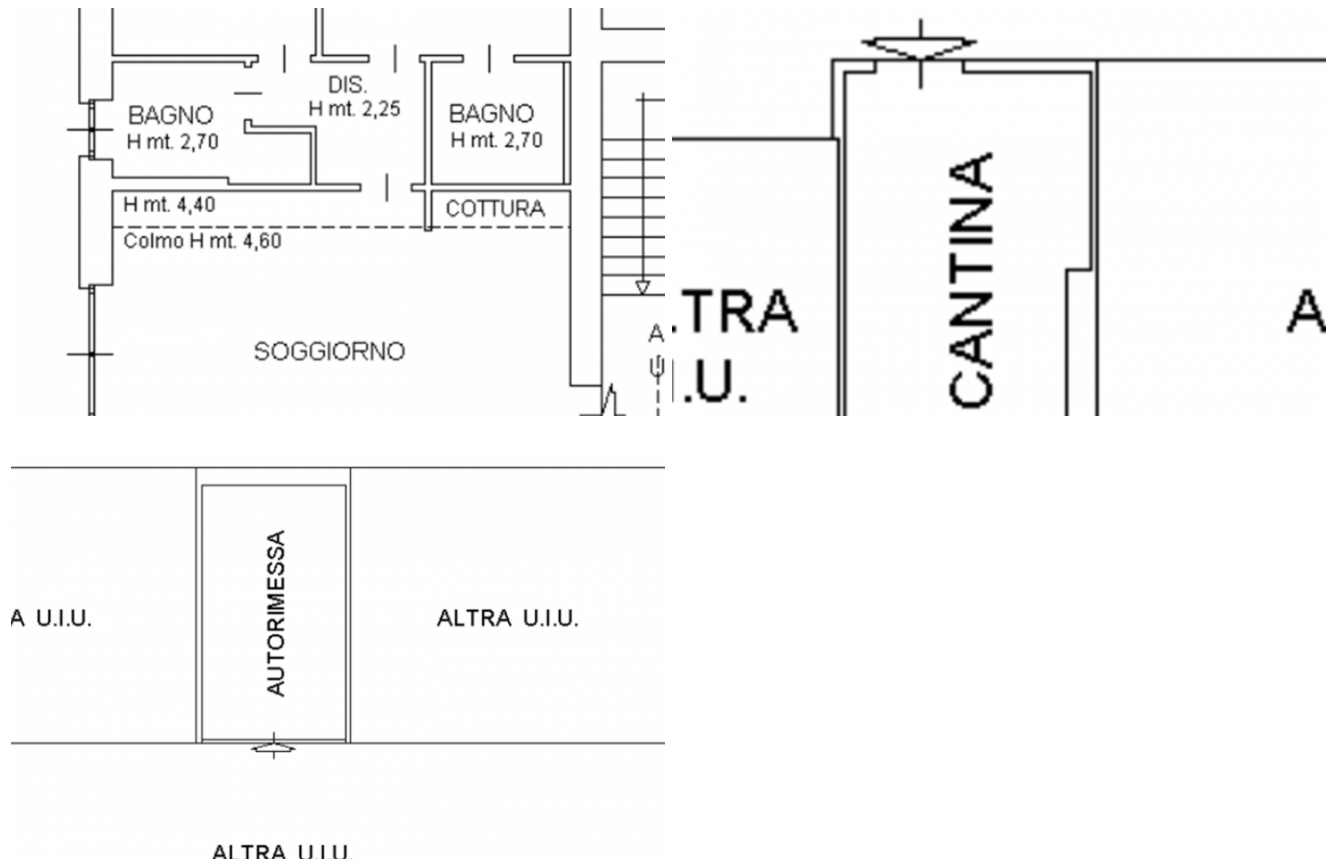 DIS.
H mt. 2,25
BAGNO
H mt. 2,70
BAGNO
H mt. 2,70
H mt. 4,40
COTTURA
Colmo H mt. 4,60
SOGGIORNO
A
U
CANTINA
.TRA
.U.
A
AUTORIMESSA
A U.I.U.
ALTRA U.I.U.
ALTRA U.I.U.